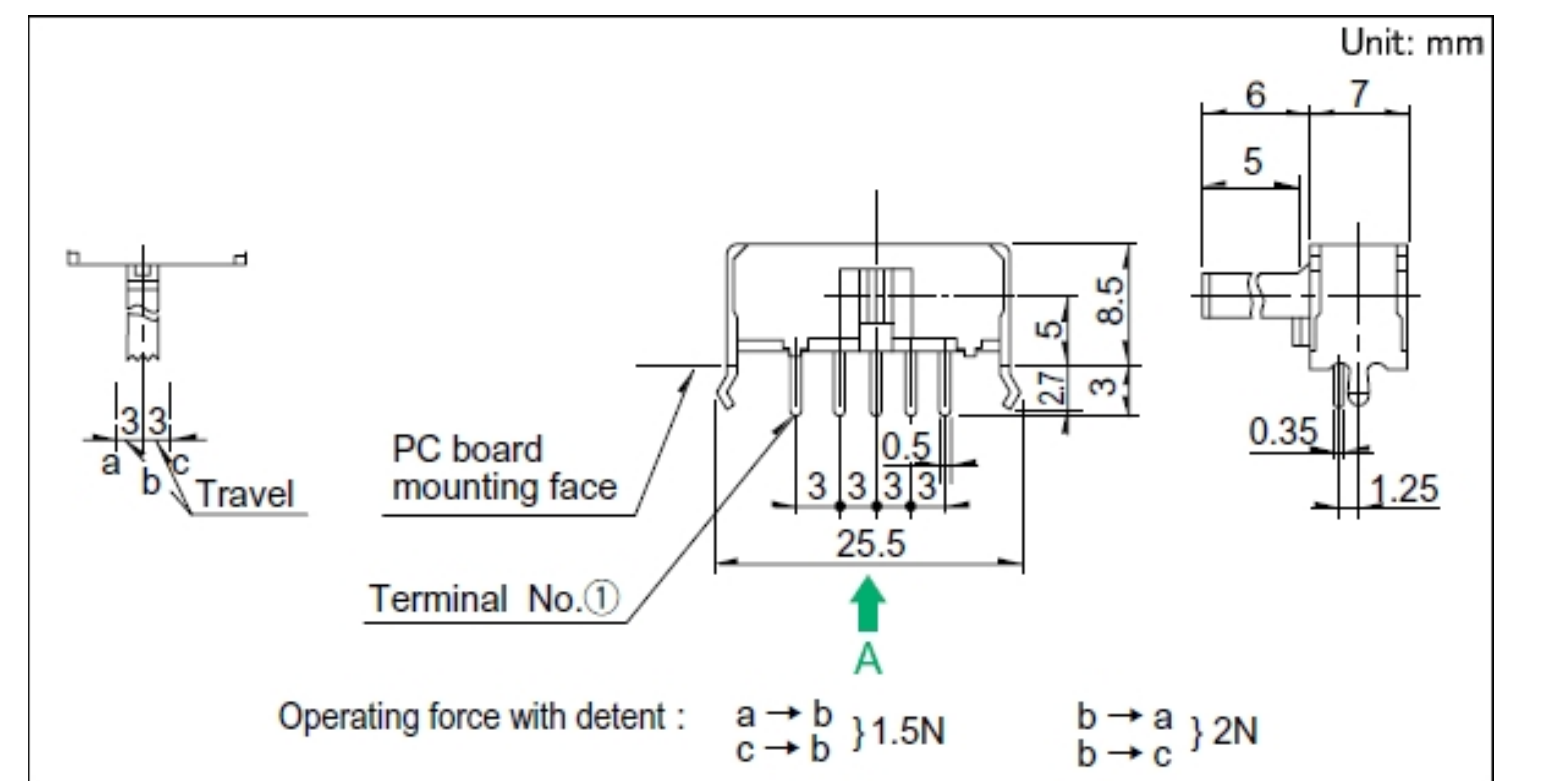 Unit: mm
6 7
5
8.5
5
2.7
3
3 3
a b c
Travel
PC board
mounting face
0.5
3 3 3 3
25.5
0.35
1.25
Terminal No.①
A
Operating force with detent : a → b } 1.5N b → a } 2N
c → b b → c